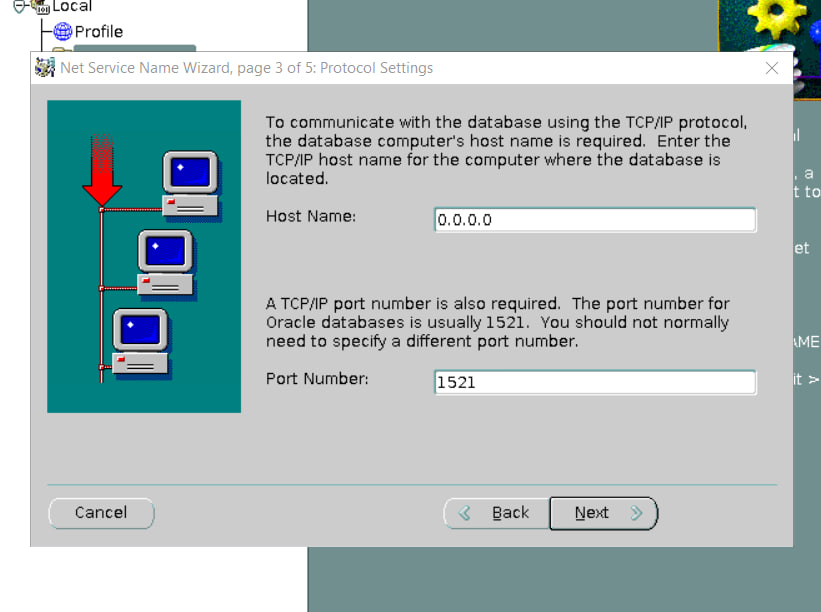 Local
Profile
Net Service Name Wizard, page 3 of 5: Protocol Settings
To communicate with the database using the TCP/IP protocol,
the database computer's host name is required. Enter the
TCP/IP host name for the computer where the database is
located.
Host Name:
0.0.0.0
A TCP/IP port number is also required. The port number for
Oracle databases is usually 1521. You should not normally
need to specify a different port number.
Port Number:
1521
Cancel
Back
Next
, a
t to
et
AME
it >